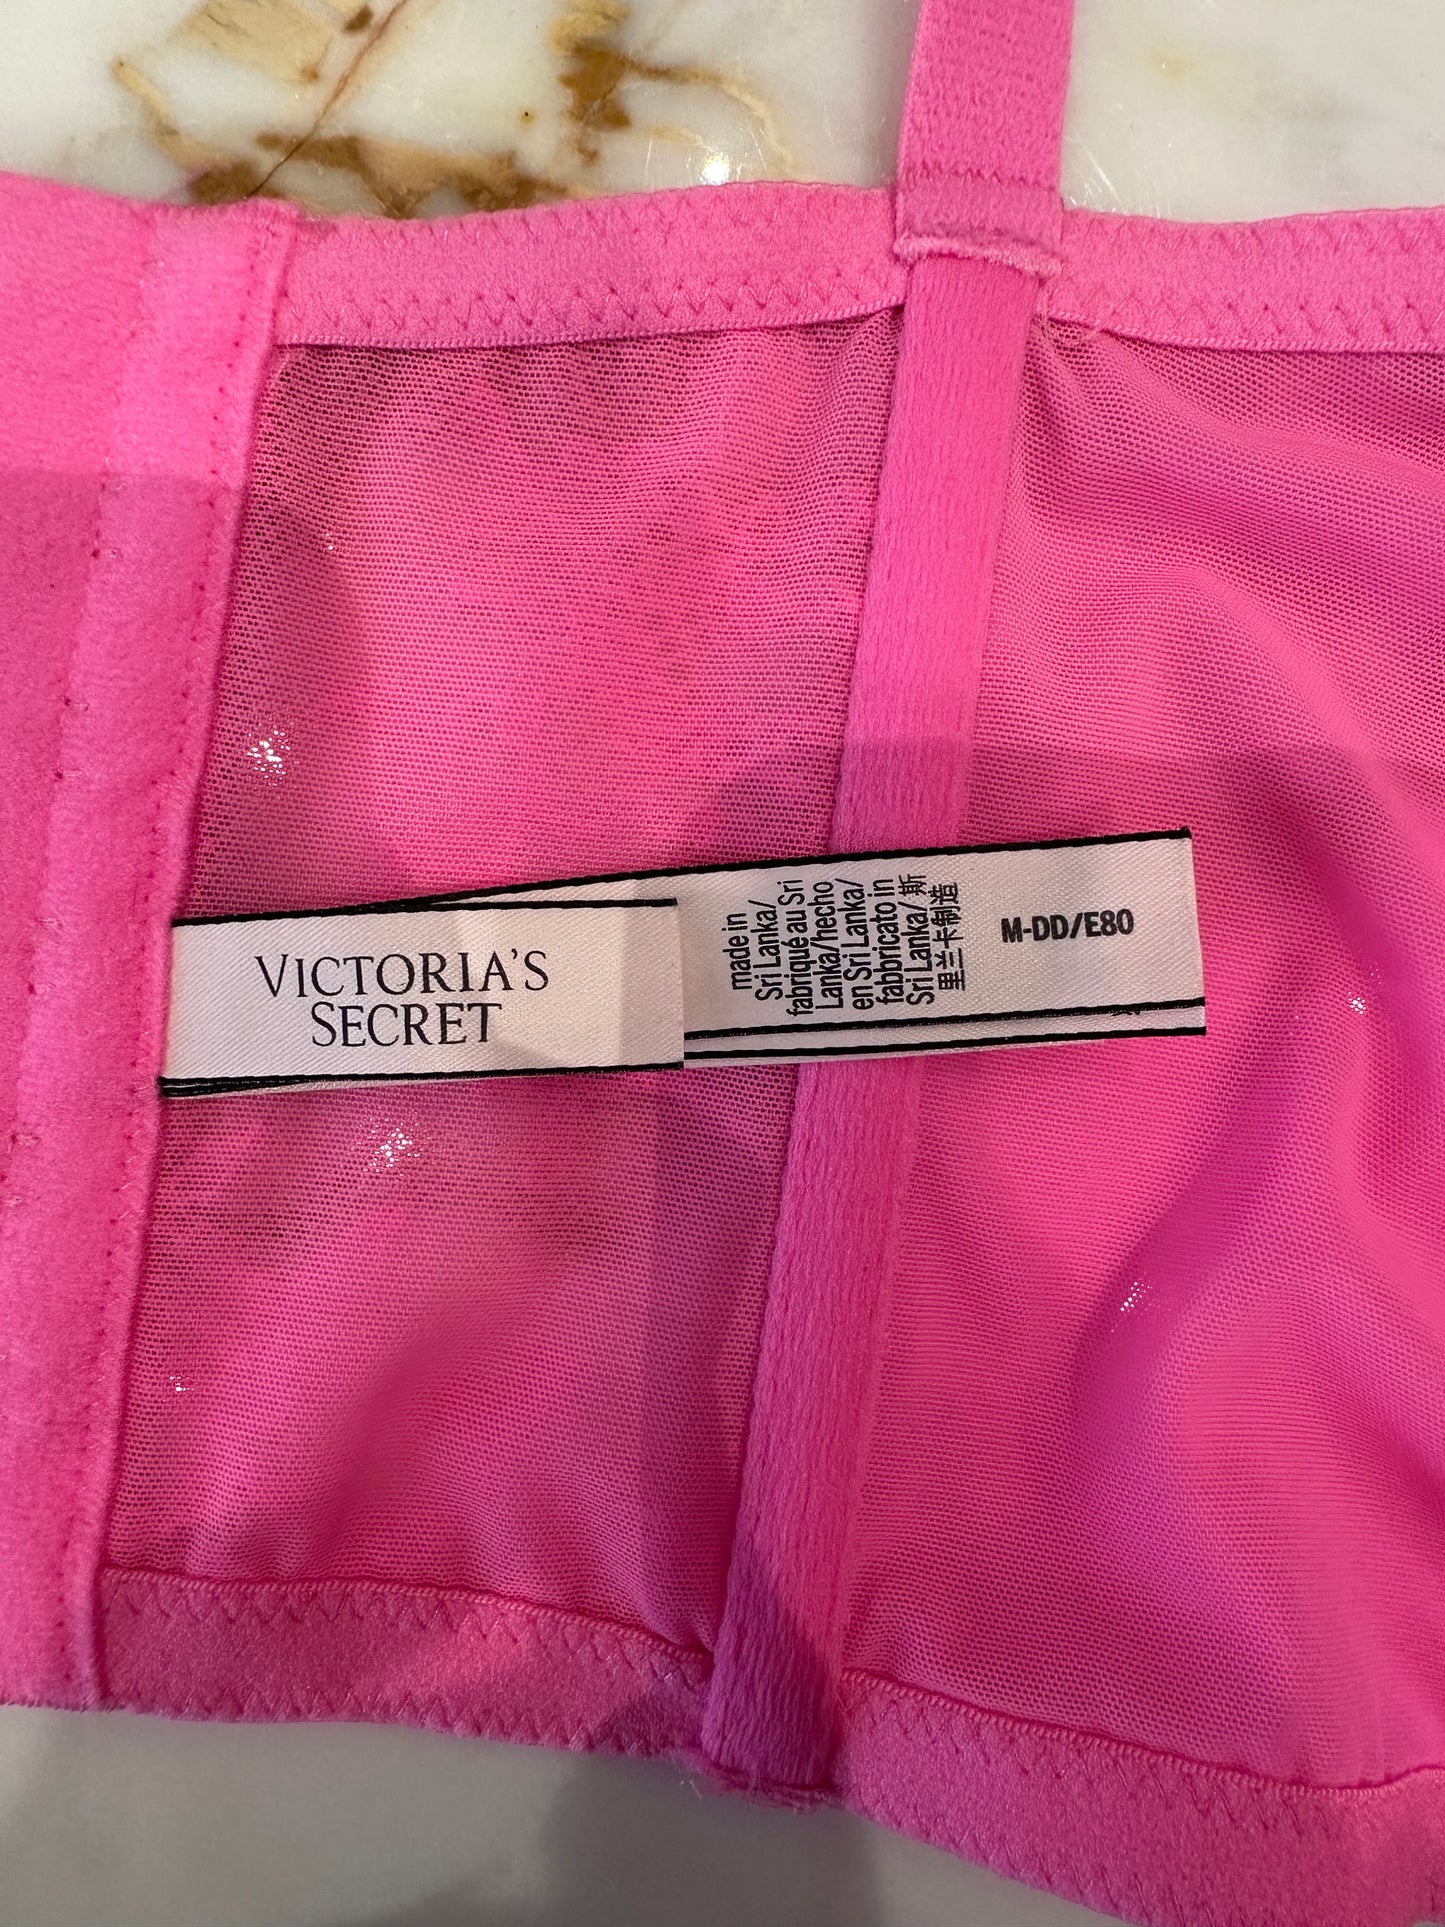 VICTORIA'S
SECRET
made in
Sri Lanka/
fabriqué au Sri
Lanka/hecho
en Sri Lanka/
fabbricato in
Sri Lanka/ 斯
里兰卡制造
M-DD/E80